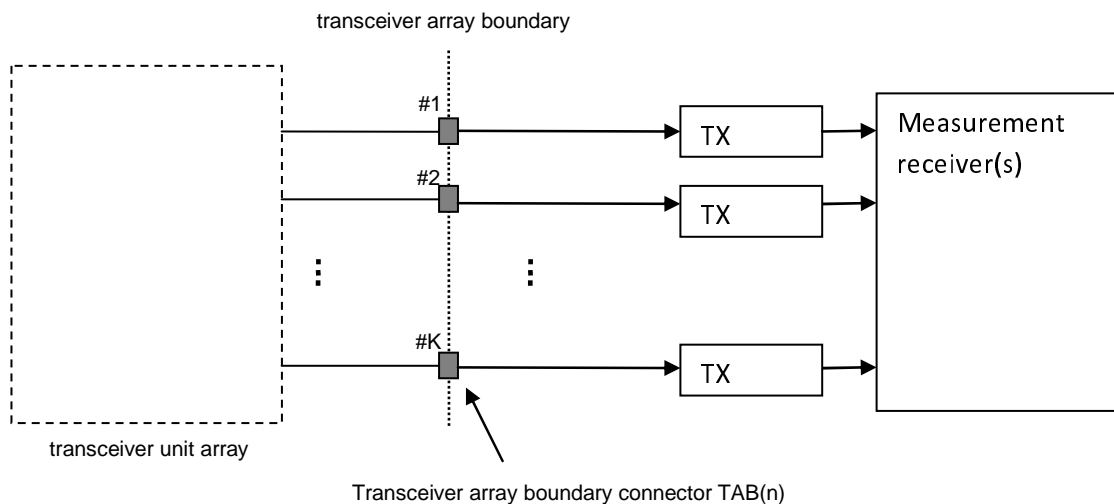 transceiver array boundary
#1
TX
Measurement
receiver(s)
#2
TX
#K
TX
transceiver unit array
Transceiver array boundary connector TAB(n)